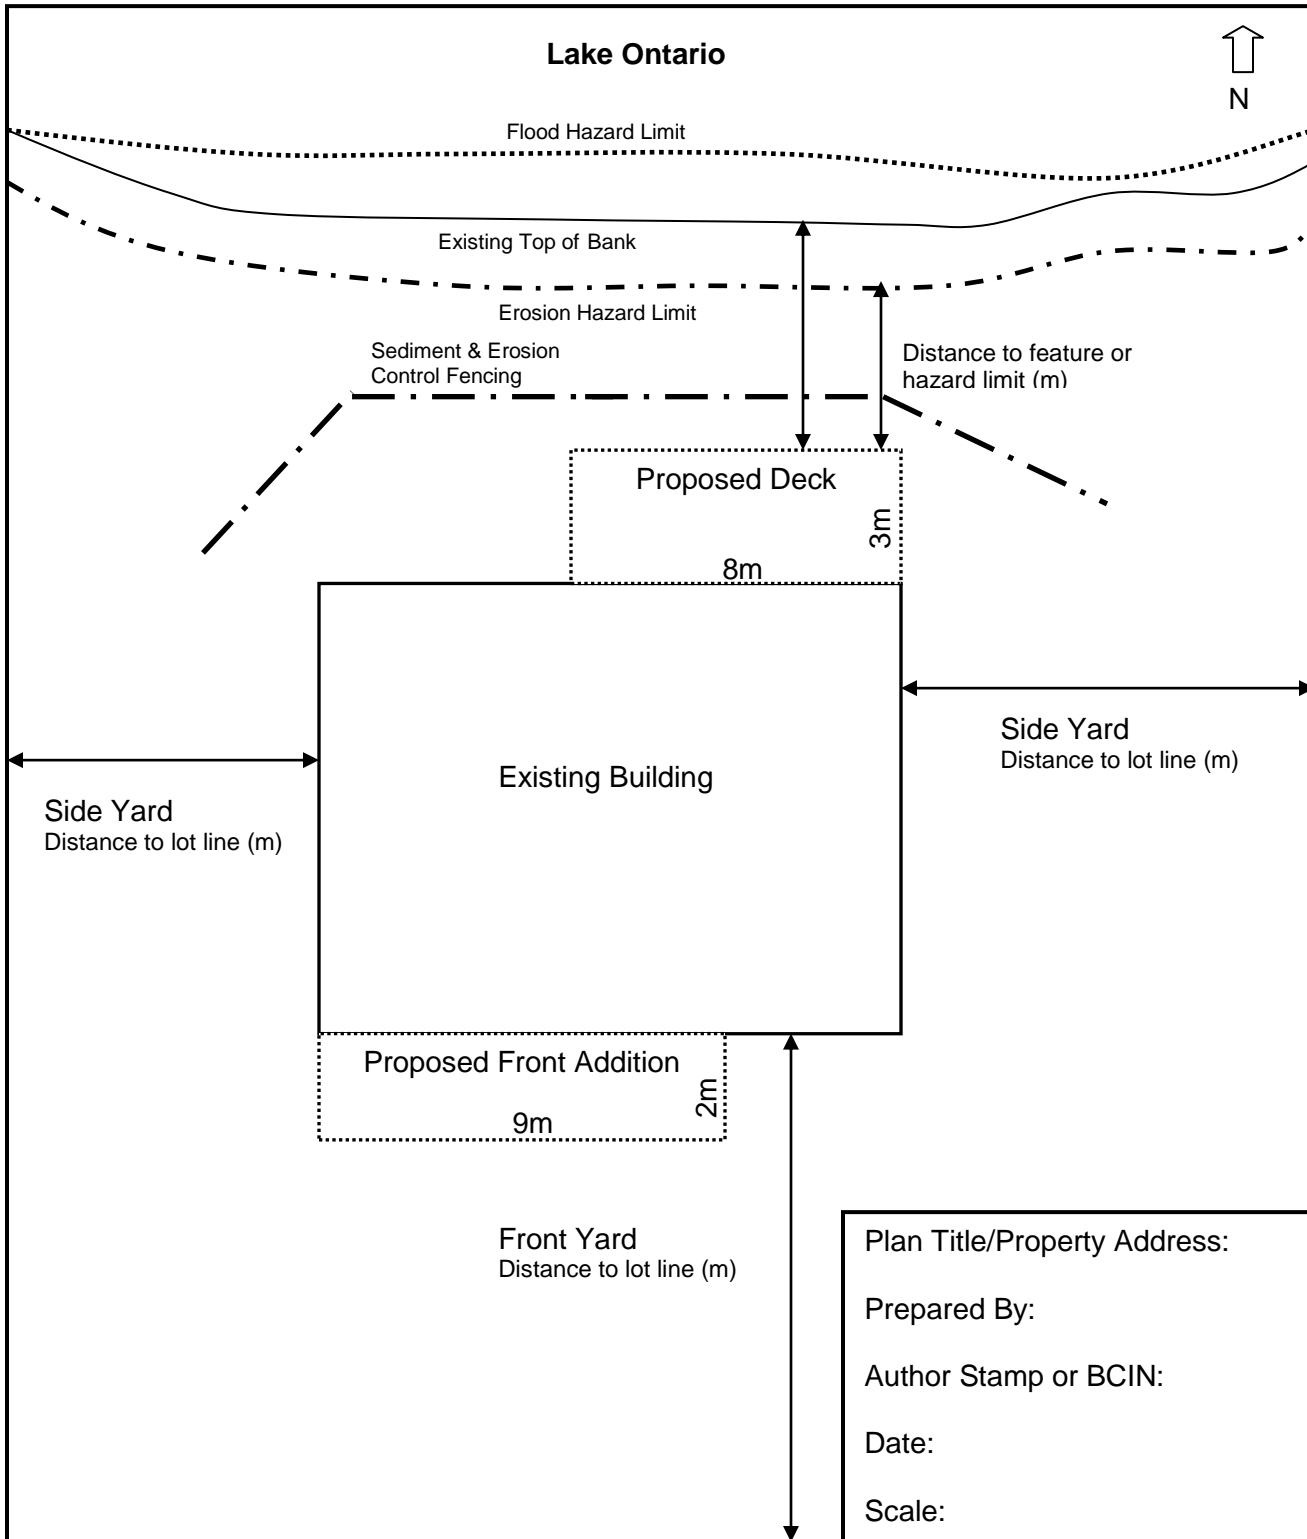 Lake Ontario
N
Flood Hazard Limit
Existing Top of Bank
Erosion Hazard Limit
Sediment & Erosion
Control Fencing
Distance to feature or
hazard limit (m)
Proposed Deck
3m
8m
Side Yard
Distance to lot line (m)
Existing Building
Side Yard
Distance to lot line (m)
Proposed Front Addition
2m
9m
Front Yard
Distance to lot line (m)
Plan Title/Property Address:
Prepared By:
Author Stamp or BCIN:
Date:
Scale: